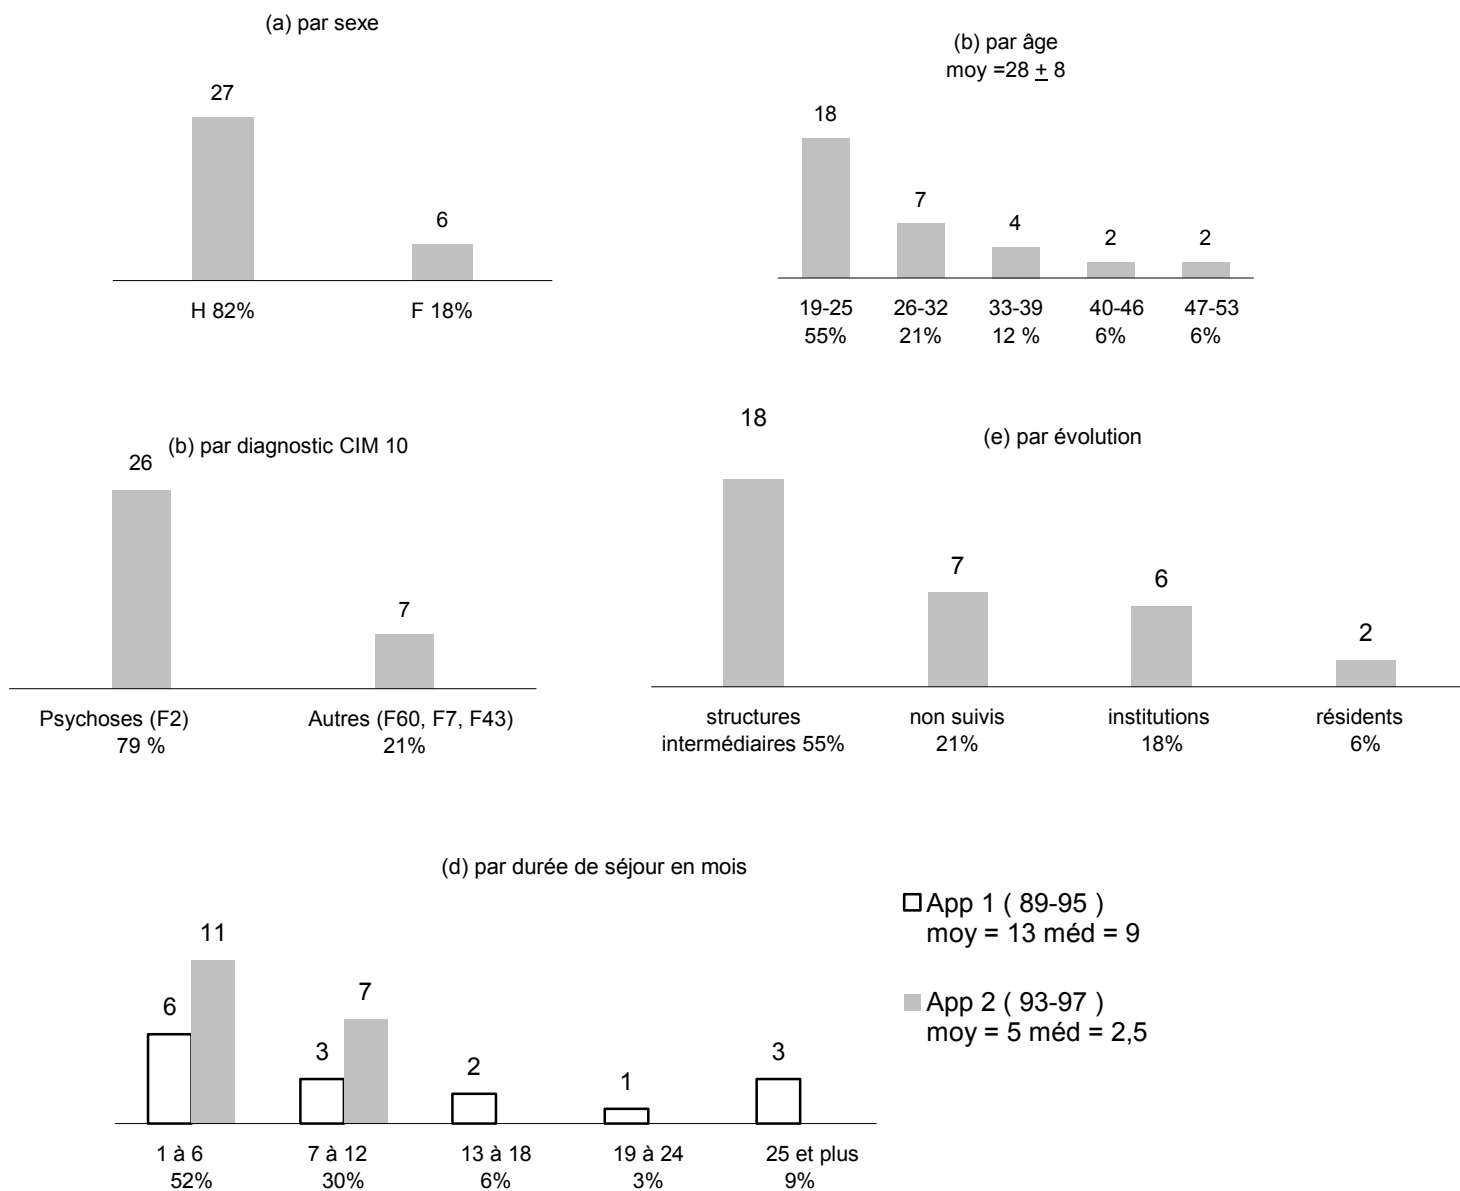 (a) par sexe
27
6
H 82%
F 18%
(b) par âge
moy =28 + 8
18
7
4
2
2
19-25
26-32
33-39
40-46
47-53
55%
21%
12 %
6%
6%
(b) par diagnostic CIM 10
26
7
Psychoses (F2)
79 %
Autres (F60, F7, F43)
21%
(e) par évolution
18
7
6
2
structures
intermédiaires 55%
non suivis
21%
institutions
18%
résidents
6%
(d) par durée de séjour en mois
6
11
3
7
2
1
3
1 à 6
52%
7 à 12
30%
13 à 18
6%
19 à 24
3%
25 et plus
9%
App 1 ( 89-95 )
moy = 13 méd = 9
App 2 ( 93-97 )
moy = 5 méd = 2,5